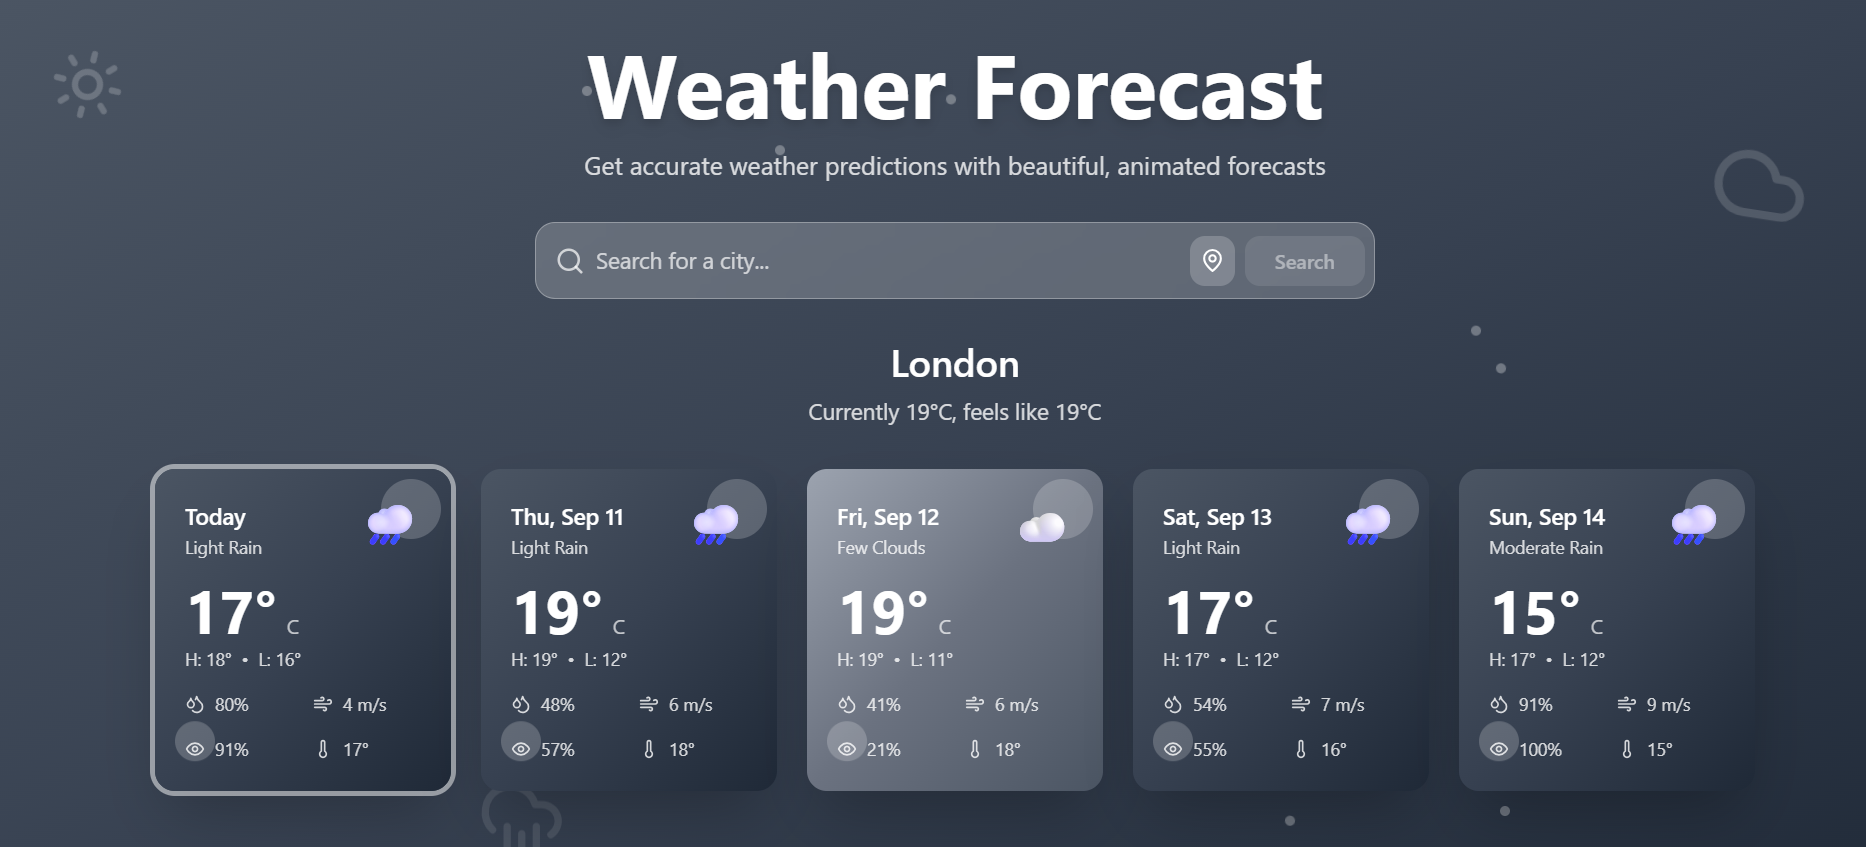 Weather Forecast
Get accurate weather predictions with beautiful, animated forecasts
Search for a city...
Search
London
Currently 19°C, feels like 19°C
Today
Light Rain
17° C
H: 18° • L: 16°
80% 4 m/s
91% 17°
Thu, Sep 11
Light Rain
19° C
H: 19° • L: 12°
48% 6 m/s
57% 18°
Fri, Sep 12
Few Clouds
19° C
H: 19° • L: 11°
41% 6 m/s
21% 18°
Sat, Sep 13
Light Rain
17° C
H: 17° • L: 12°
54% 7 m/s
55% 16°
Sun, Sep 14
Moderate Rain
15° C
H: 17° • L: 12°
91% 9 m/s
100% 15°